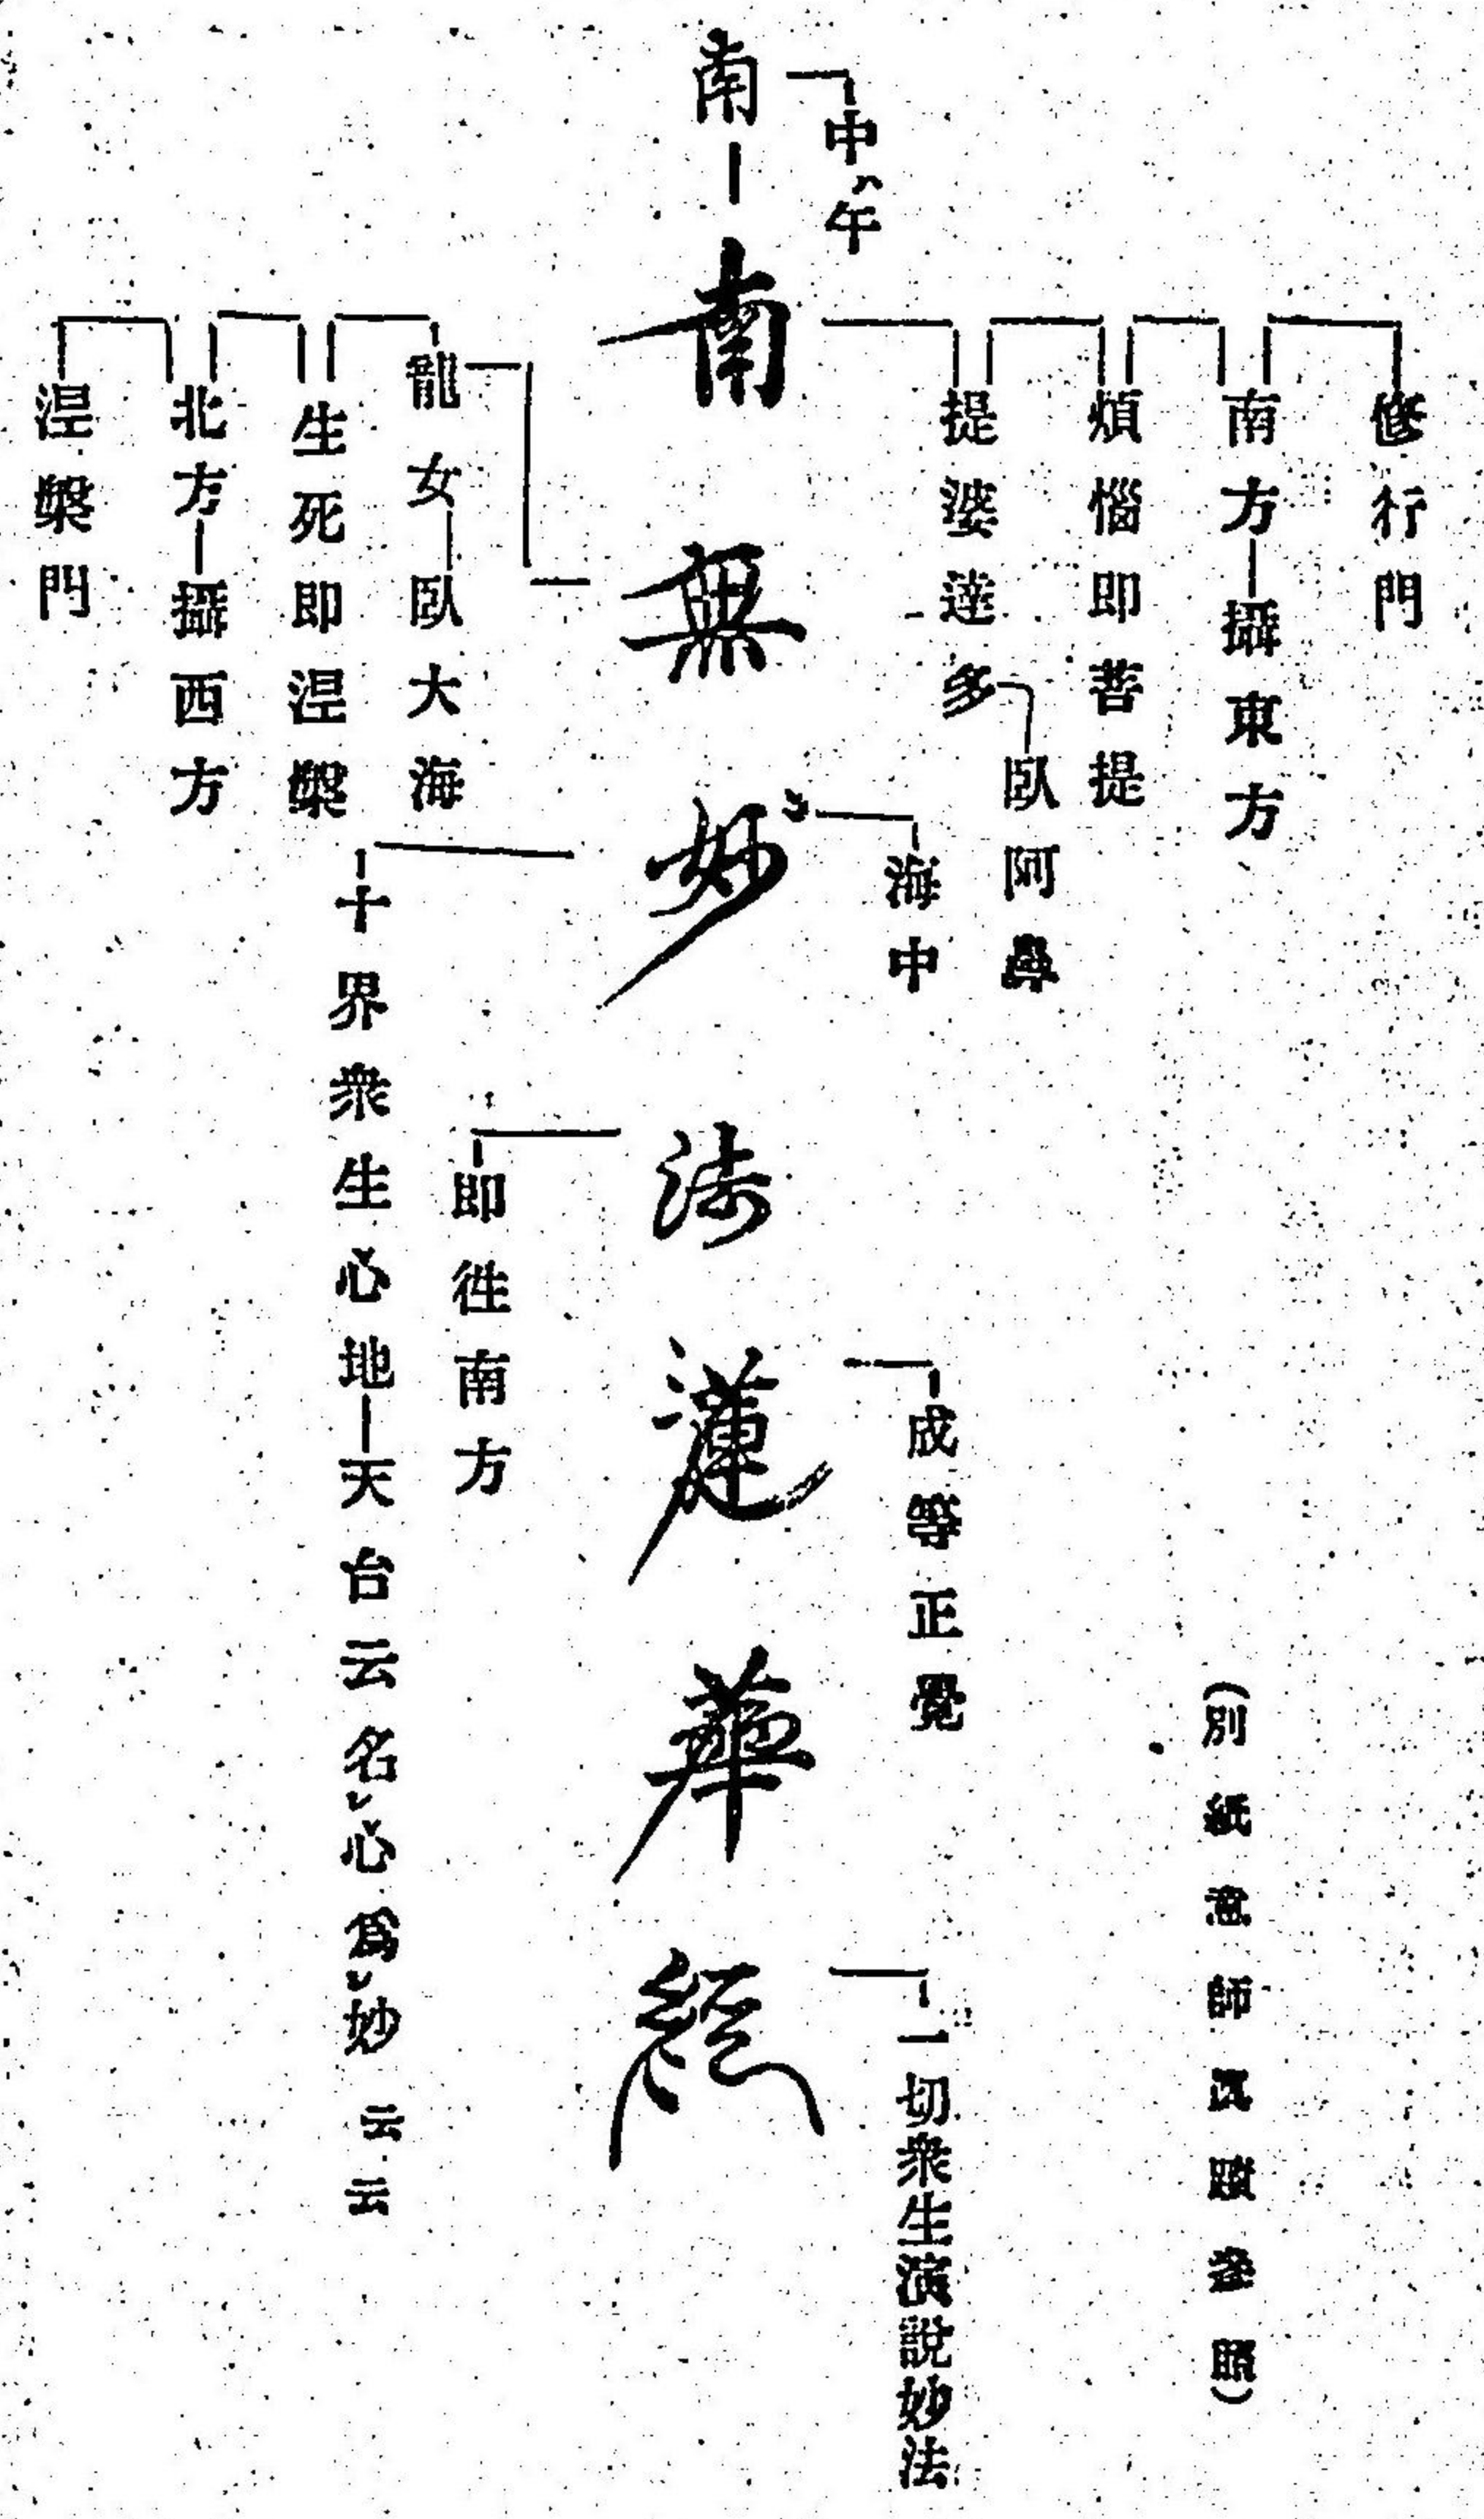 修行門
南方―攝東方
煩惱即菩提
提婆達多
臥阿鼻
海中
成等正覺
一切衆生演說妙法
中ハ午
南―
南無妙法蓮華經
龍女―臥大海
即往南方
生死即涅槃
十界衆生心地―天台云名レ心爲レ妙云云
北方―攝西方
涅槃門
(別紙意師眞蹟參照)